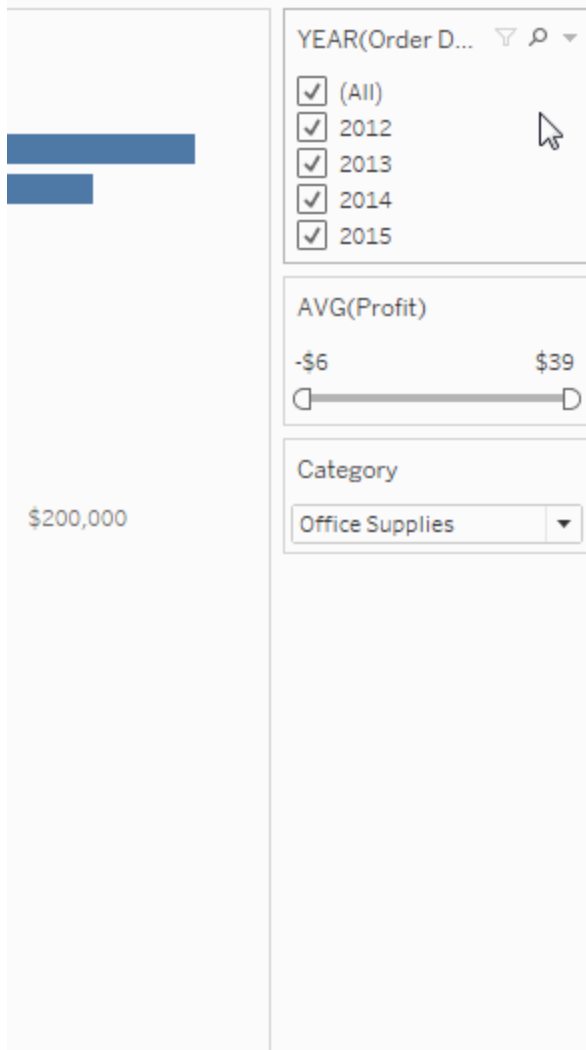 YEAR(Order D...
(All)
2012
2013
2014
2015
AVG(Profit)
-$6 $39
Category
$200,000
Office Supplies